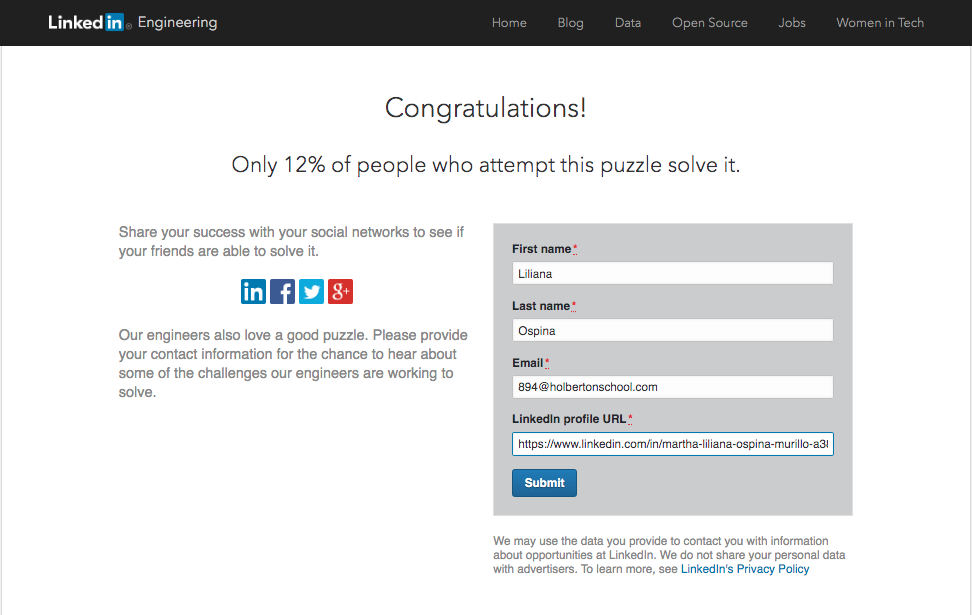 Linked in® Engineering
Home Blog Data Open Source Jobs Women in Tech
Congratulations!
Only 12% of people who attempt this puzzle solve it.
Share your success with your social networks to see if
your friends are able to solve it.
in f g+
Our engineers also love a good puzzle. Please provide
your contact information for the chance to hear about
some of the challenges our engineers are working to
solve.
First name*
Liliana
Last name*
Ospina
Email*
894@holbertonschool.com
LinkedIn profile URL*
https://www.linkedin.com/in/martha-liliana-ospina-murillo-a3
Submit
We may use the data you provide to contact you with information
about opportunities at LinkedIn. We do not share your personal data
with advertisers. To learn more, see LinkedIn's Privacy Policy